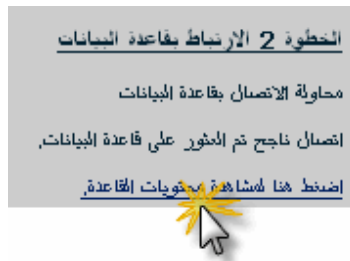 الخطوة 2 الارتباط بقاعدة البيانات
محاولة الاتصال بقاعدة البيانات
اتصال ناجح تم العثور على قاعدة البيانات.
اضغط هنا لمشاهدة محتويات القاعدة.